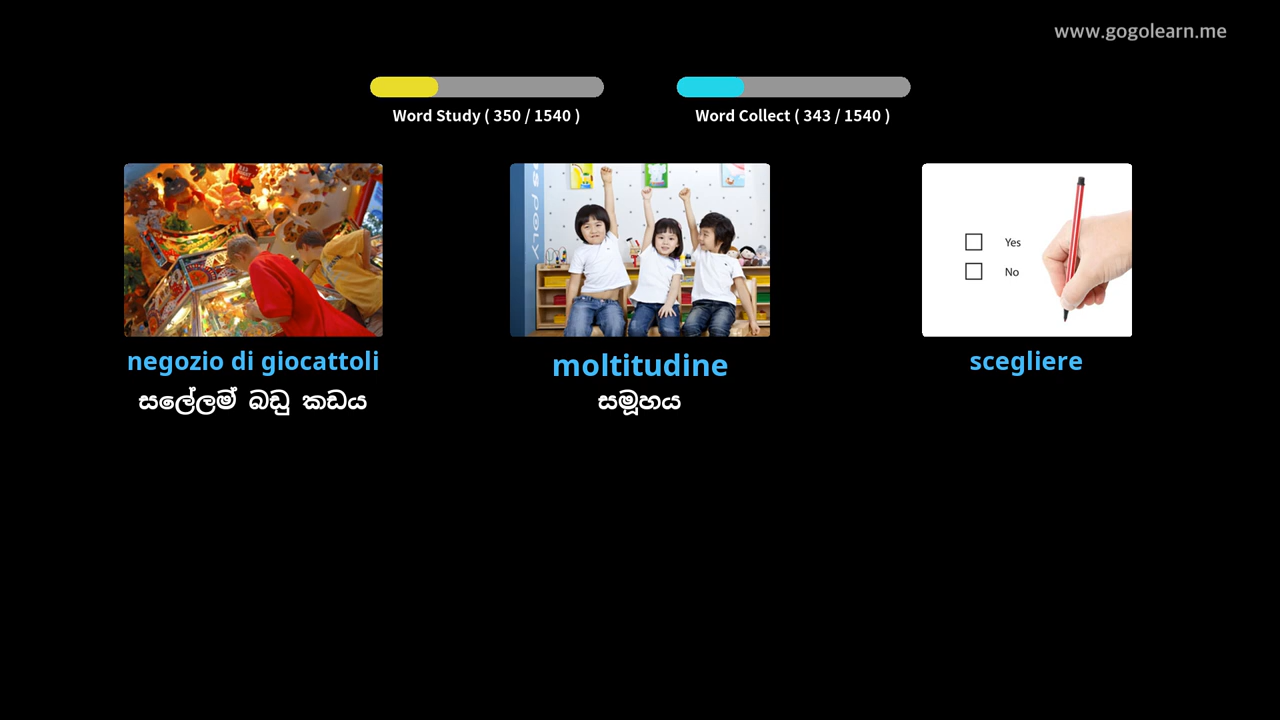 www.gogolearn.me
Word Study ( 350 / 1540 )
Word Collect ( 343 / 1540 )
Yes
No
negozio di giocattoli
moltitudine
scegliere
සෙල්ලම් බඩු කඩය
සමූහය